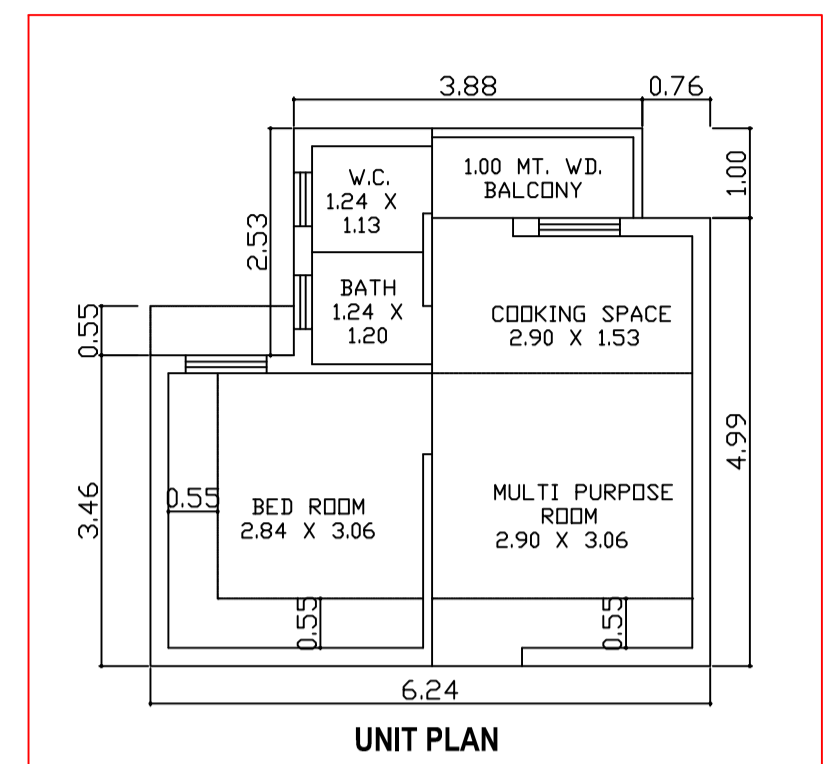 3.88
0.76
1.00 MT. WD.
BALCONY
1.00
W.C.
1.24 X
1.13
2.53
BATH
1.24 X
1.20
COOKING SPACE
2.90 X 1.53
0.55
4.99
3.46
0.55
BED ROOM
2.84 X 3.06
MULTI PURPOSE
ROOM
2.90 X 3.06
0.55
0.55
6.24
UNIT PLAN